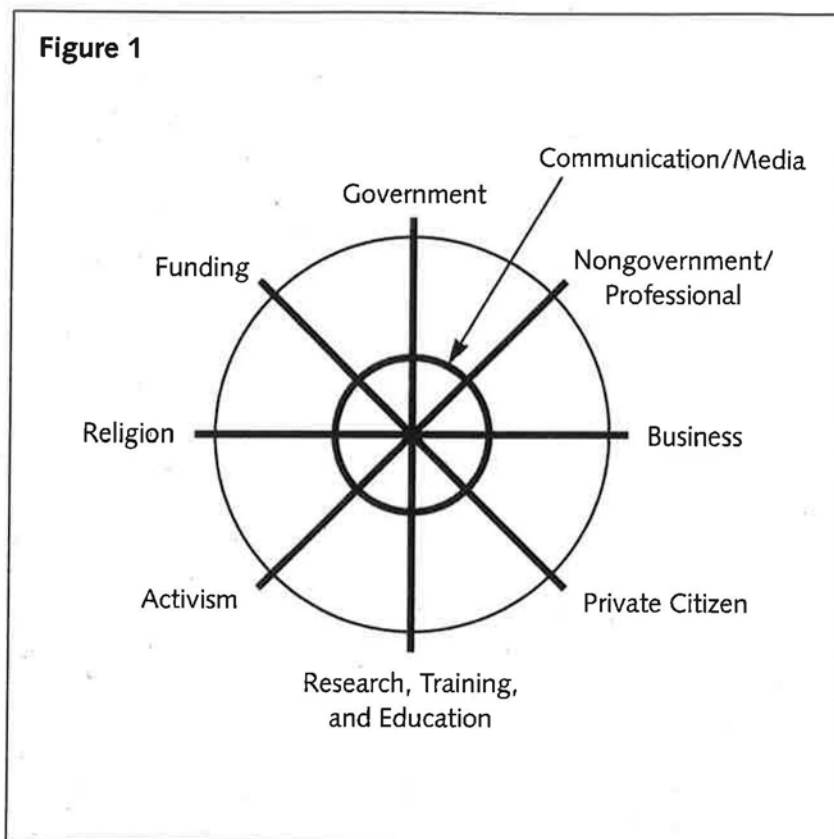 Figure 1
Communication/Media
Government
Nongovernment/
Professional
Funding
Religion
Business
Activism
Private Citizen
Research, Training,
and Education